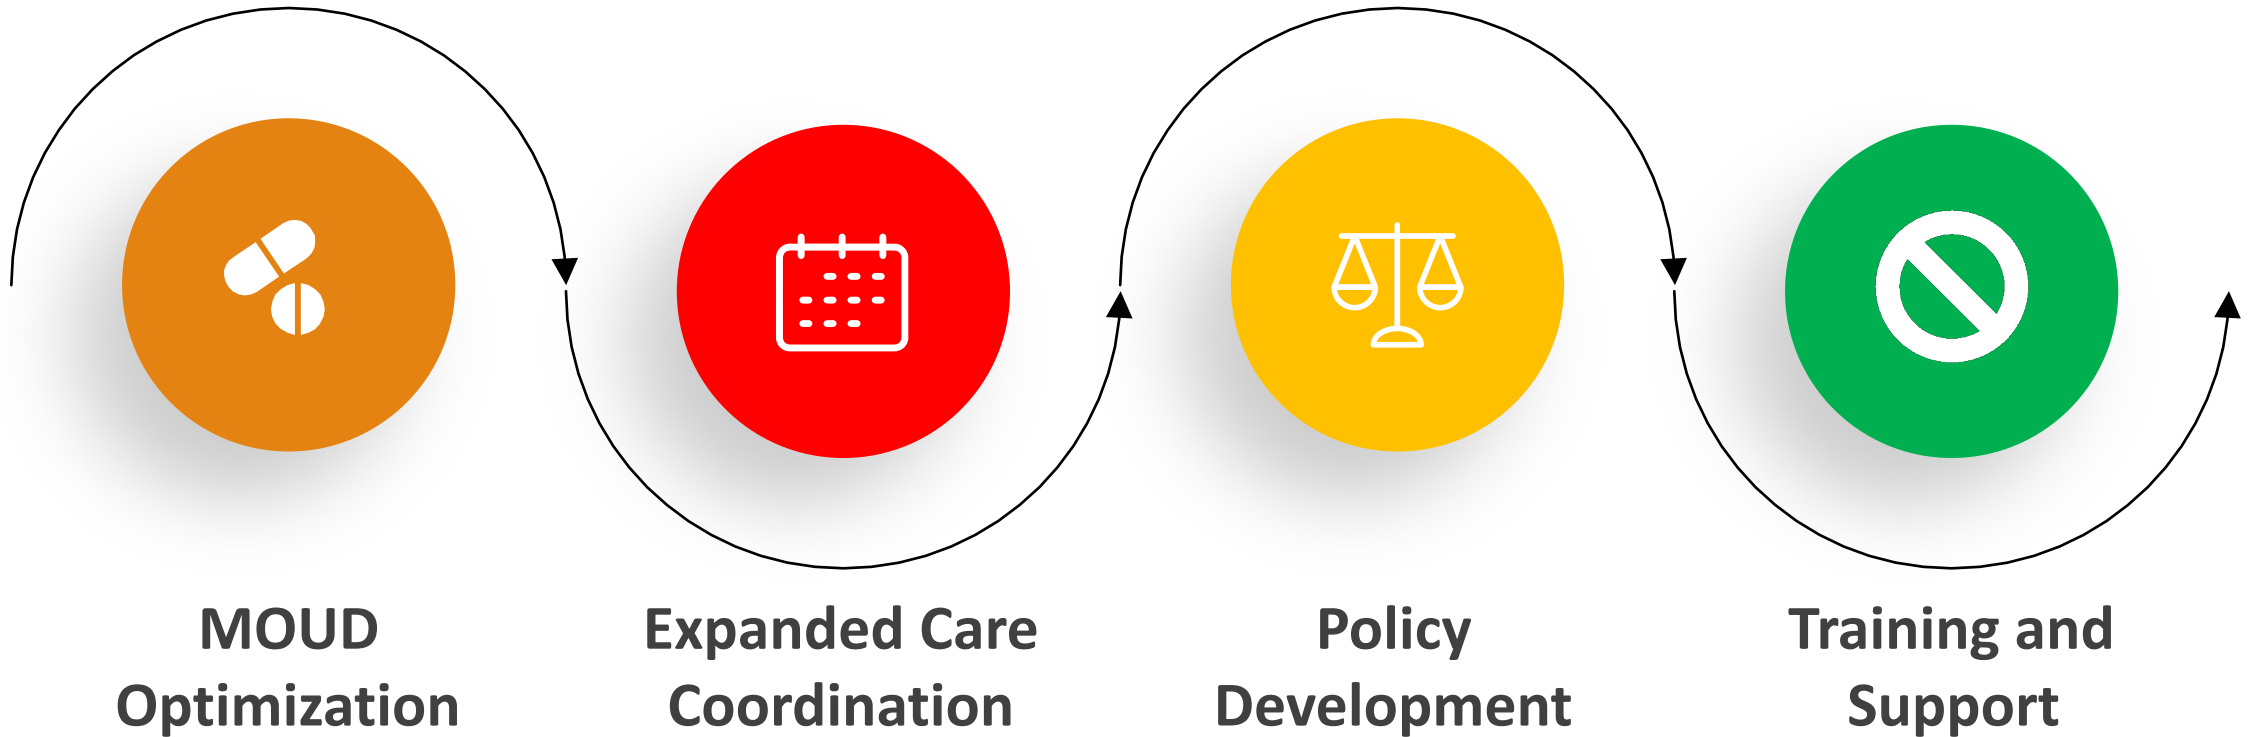 MOUD
Optimization
Expanded Care
Coordination
Policy
Development
Training and
Support